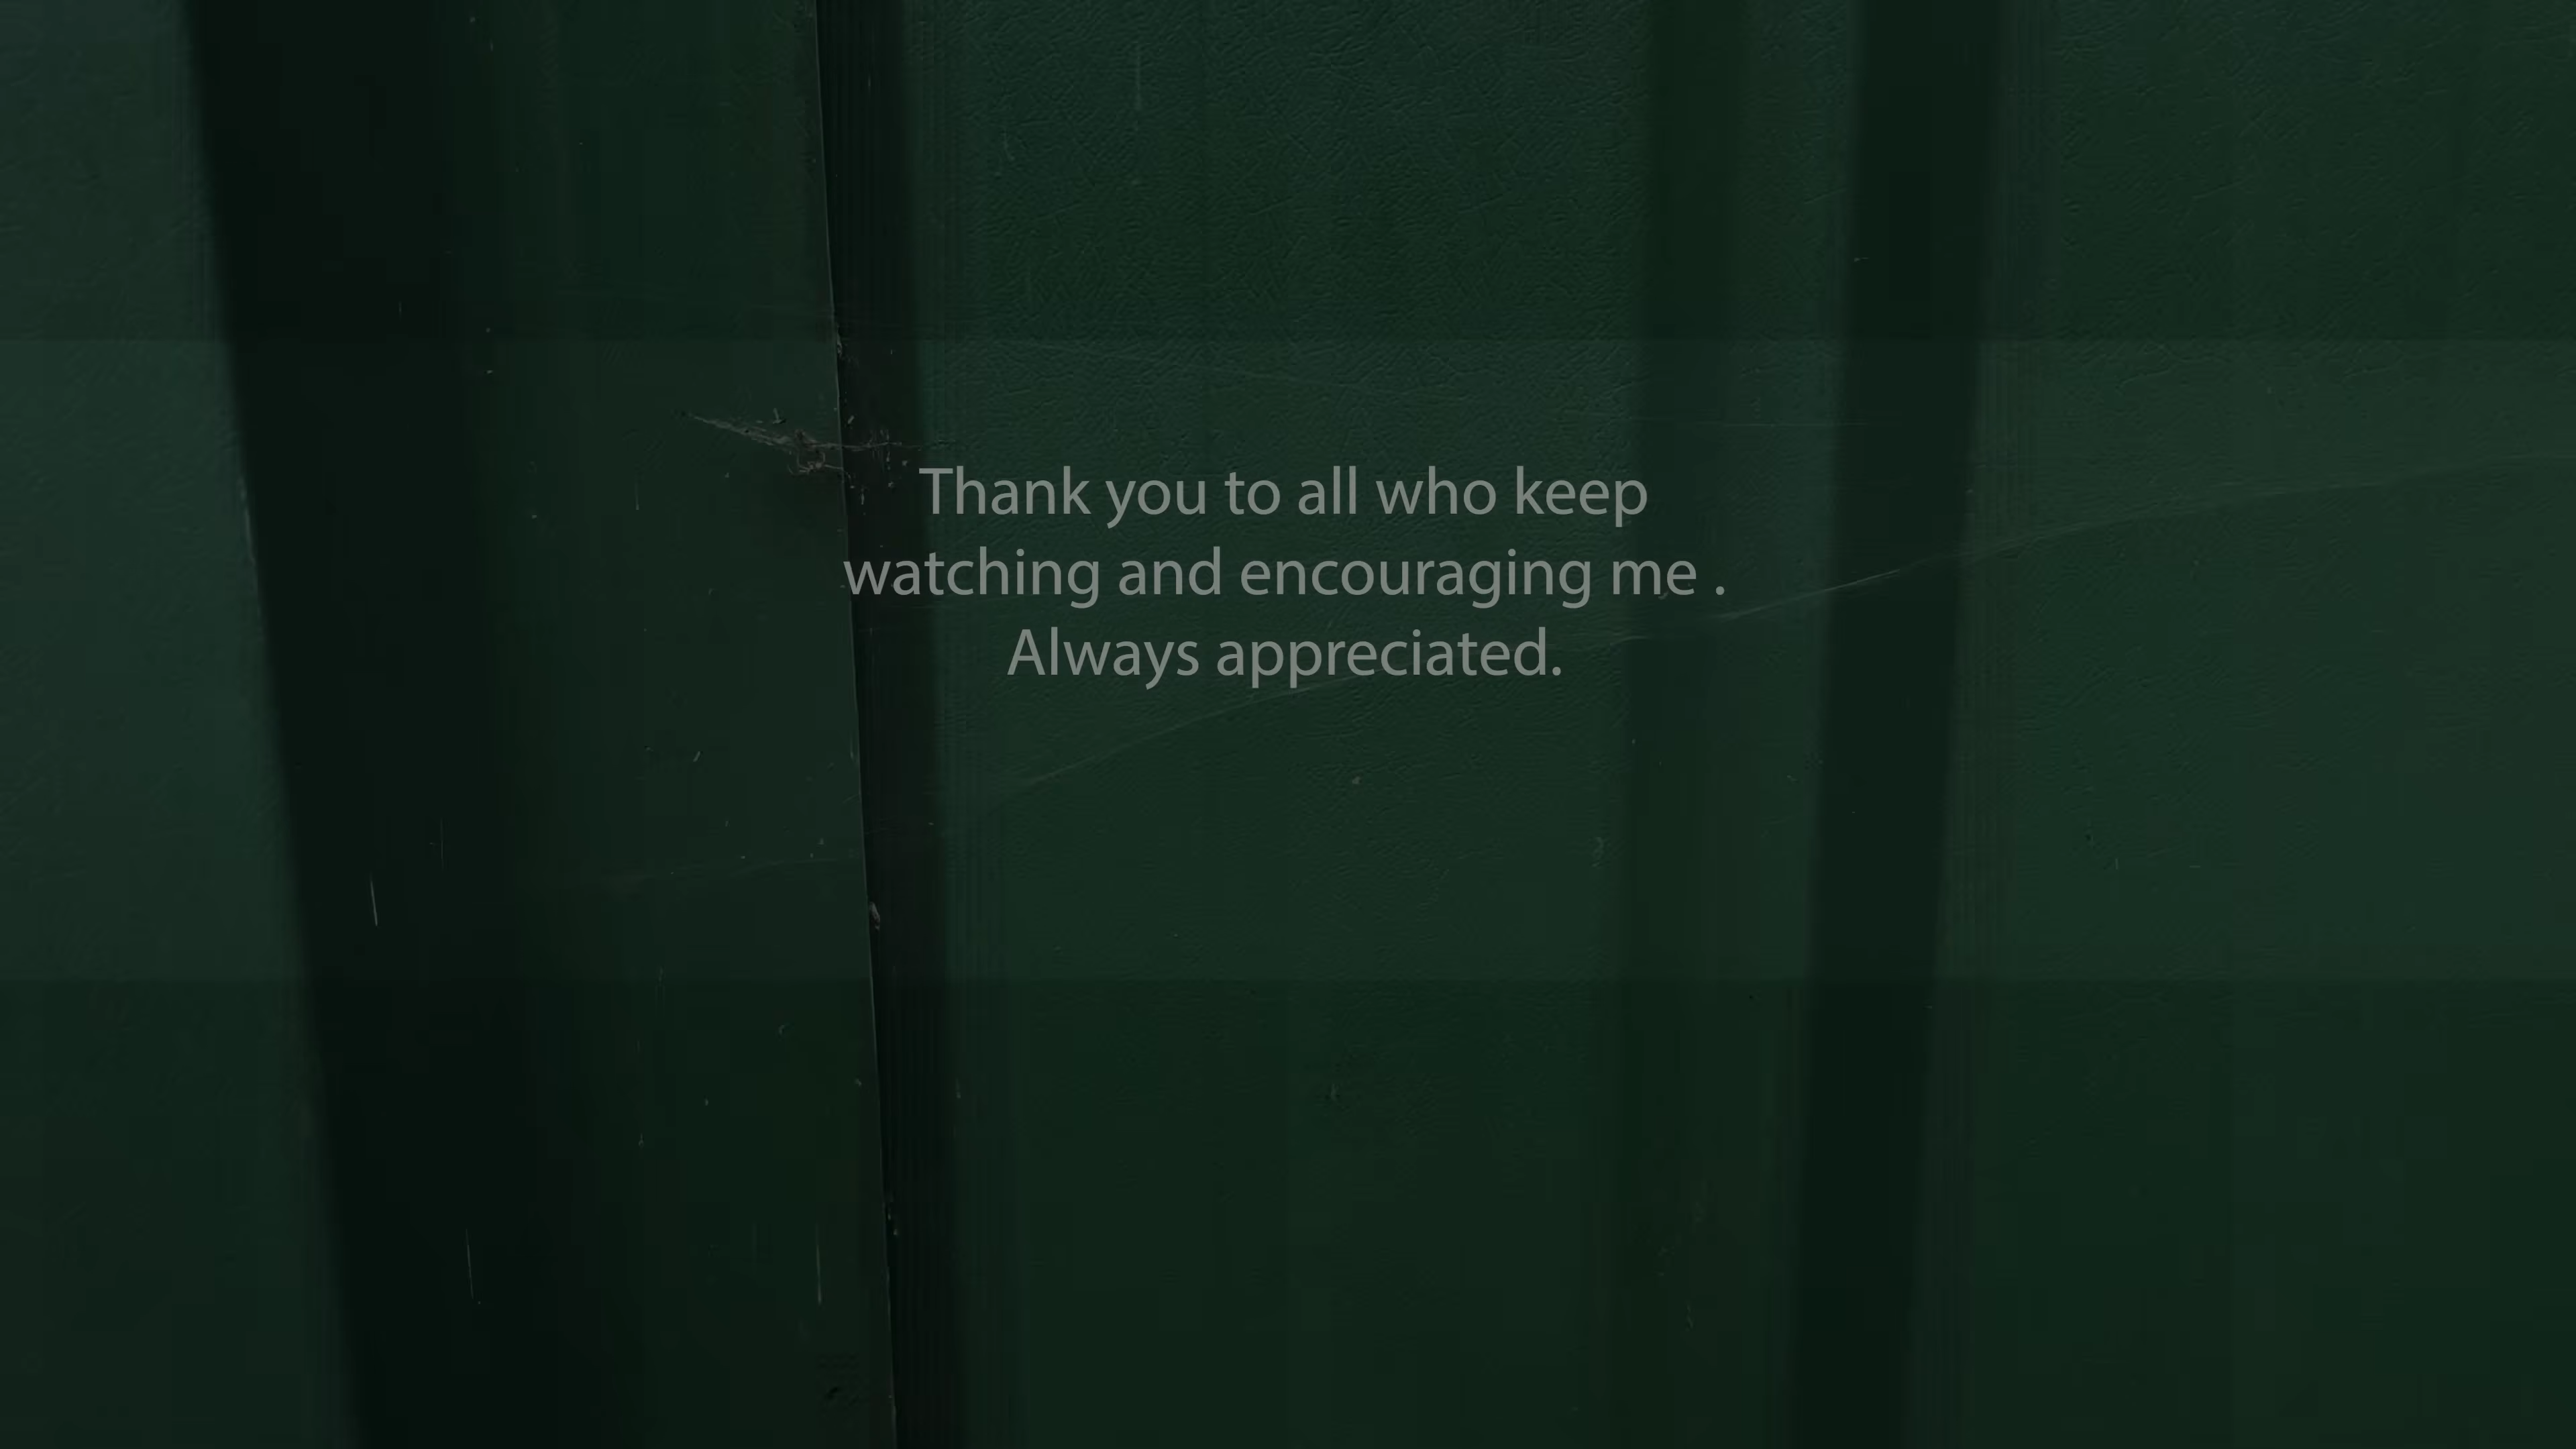 Thank you to all who keep
watching and encouraging me .
Always appreciated.